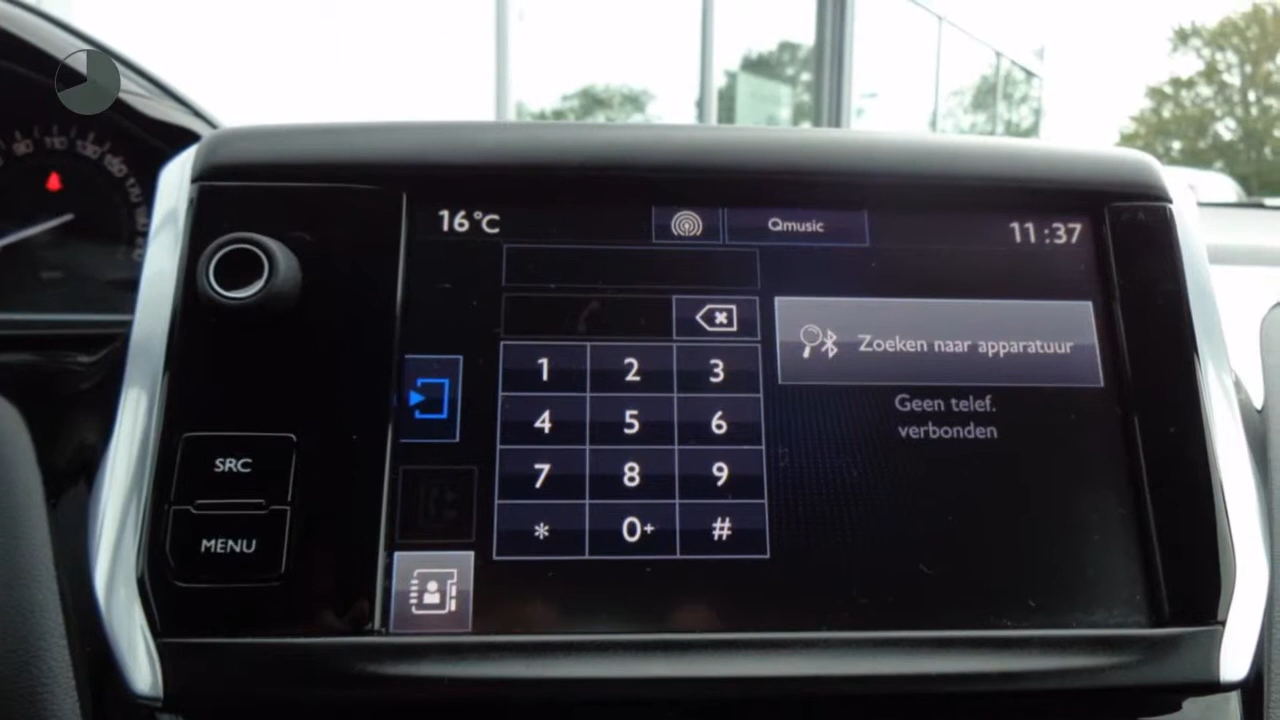 16°C
Qmusic
11:37
1 2 3
Zoeken naar apparatuur
4 5 6
Geen telef.
verbonden
7 8 9
* 0+ #
SRC
MENU
110